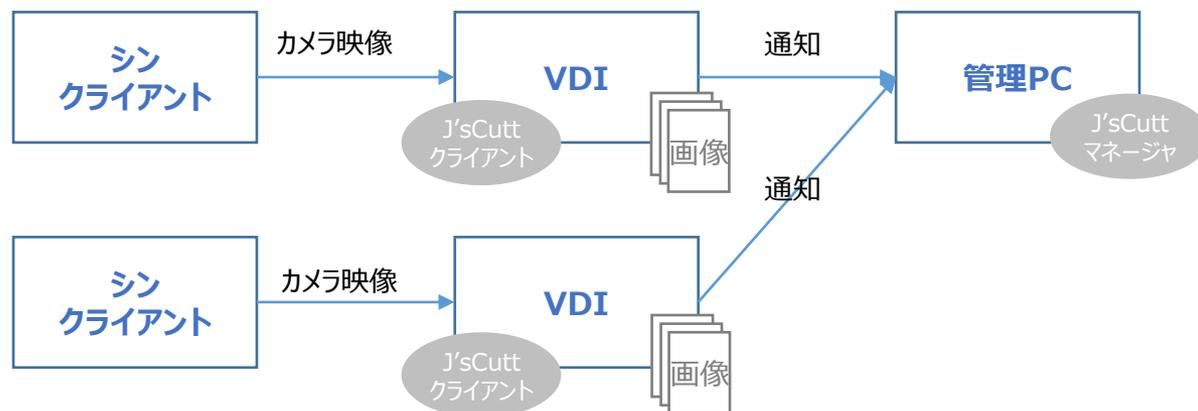 シン
クライアント
カメラ映像
VDI
J'sCutt
クライアント
画像
通知
管理PC
J'sCutt
マネージャ
通知
シン
クライアント
カメラ映像
VDI
J'sCutt
クライアント
画像